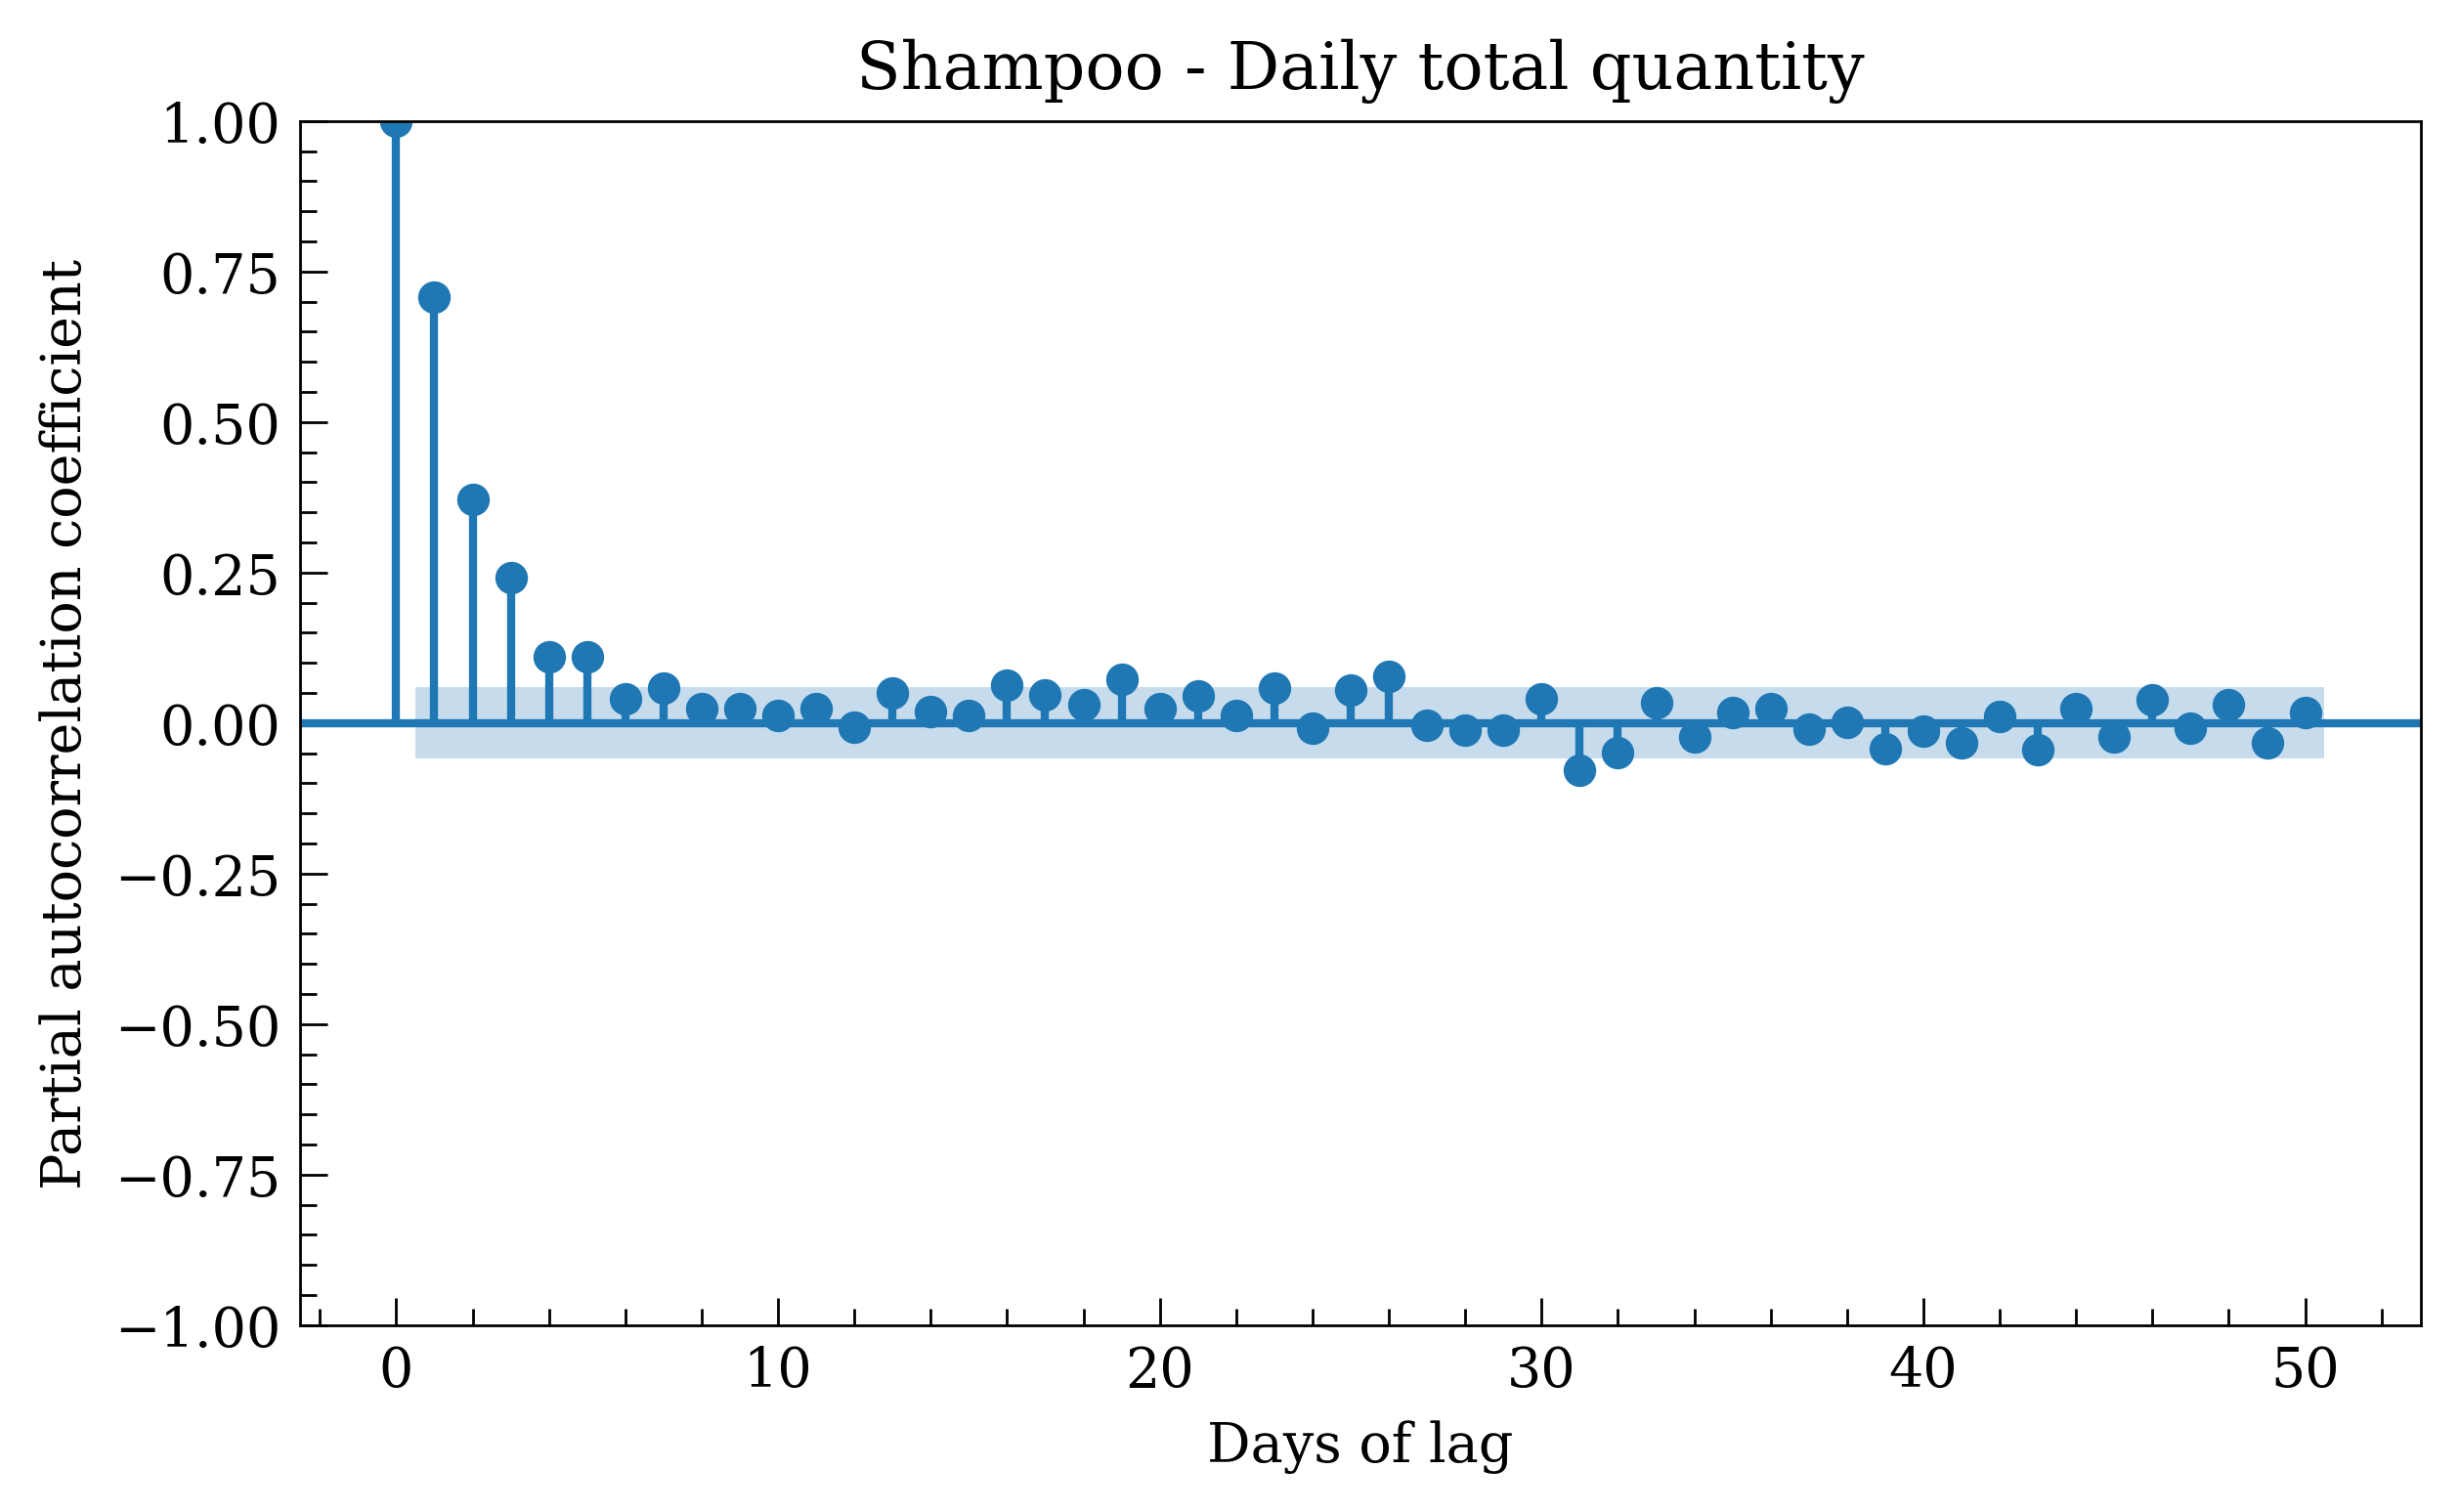 Shampoo - Daily total quantity
Partial autocorrelation coefficient
1.00
0.75
0.50
0.25
0.00
−0.25
−0.50
−0.75
−1.00
0 10 20 30 40 50
Days of lag